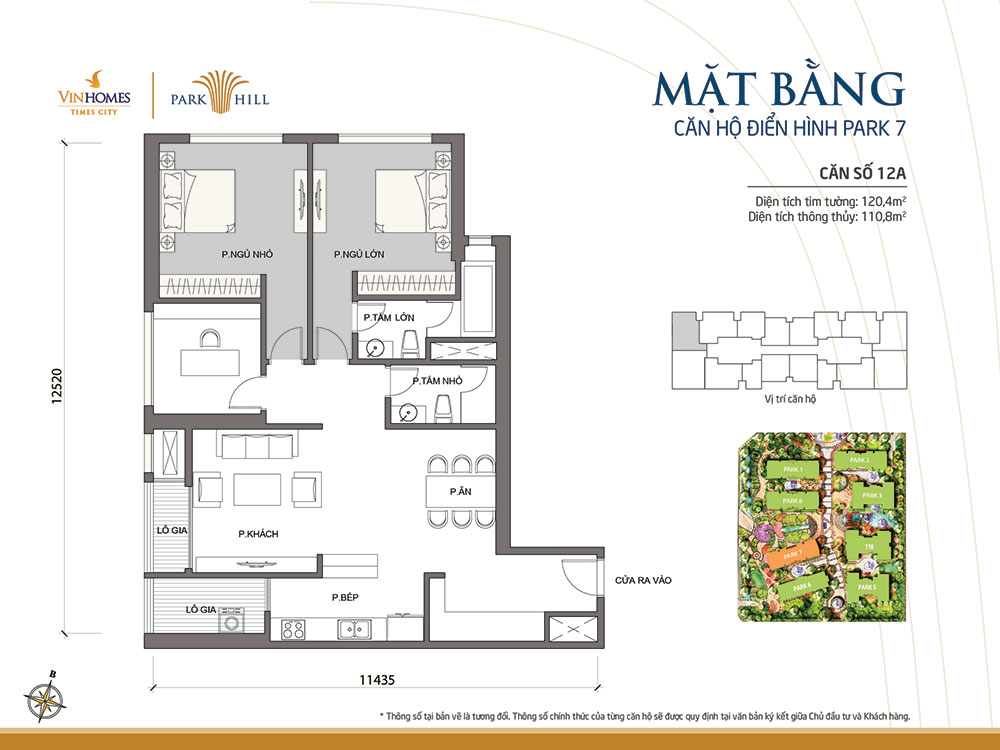 VINHOMES
TIMES CITY
PARK HILL
MẶT BẰNG
CĂN HỘ ĐIỂN HÌNH PARK 7
CĂN SỐ 12A
Diện tích tim tường: 120,4m²
Diện tích thông thủy: 110,8m²
P.NGỦ NHỎ
P.NGỦ LỚN
P.TẮM LỚN
P.TẮM NHỎ
12520
P.ĂN
LÔ GIA
P.KHÁCH
CỬA RA VÀO
P.BẾP
LÔ GIA
11435
Vị trí căn hộ
PARK 1
PARK 2
PARK 8
PARK 3
PARK 7
T18
PARK 6
PARK 5
B
* Thông số tại bản vẽ là tương đối. Thông số chính thức của từng căn hộ sẽ được quy định tại văn bản ký kết giữa Chủ đầu tư và Khách hàng.